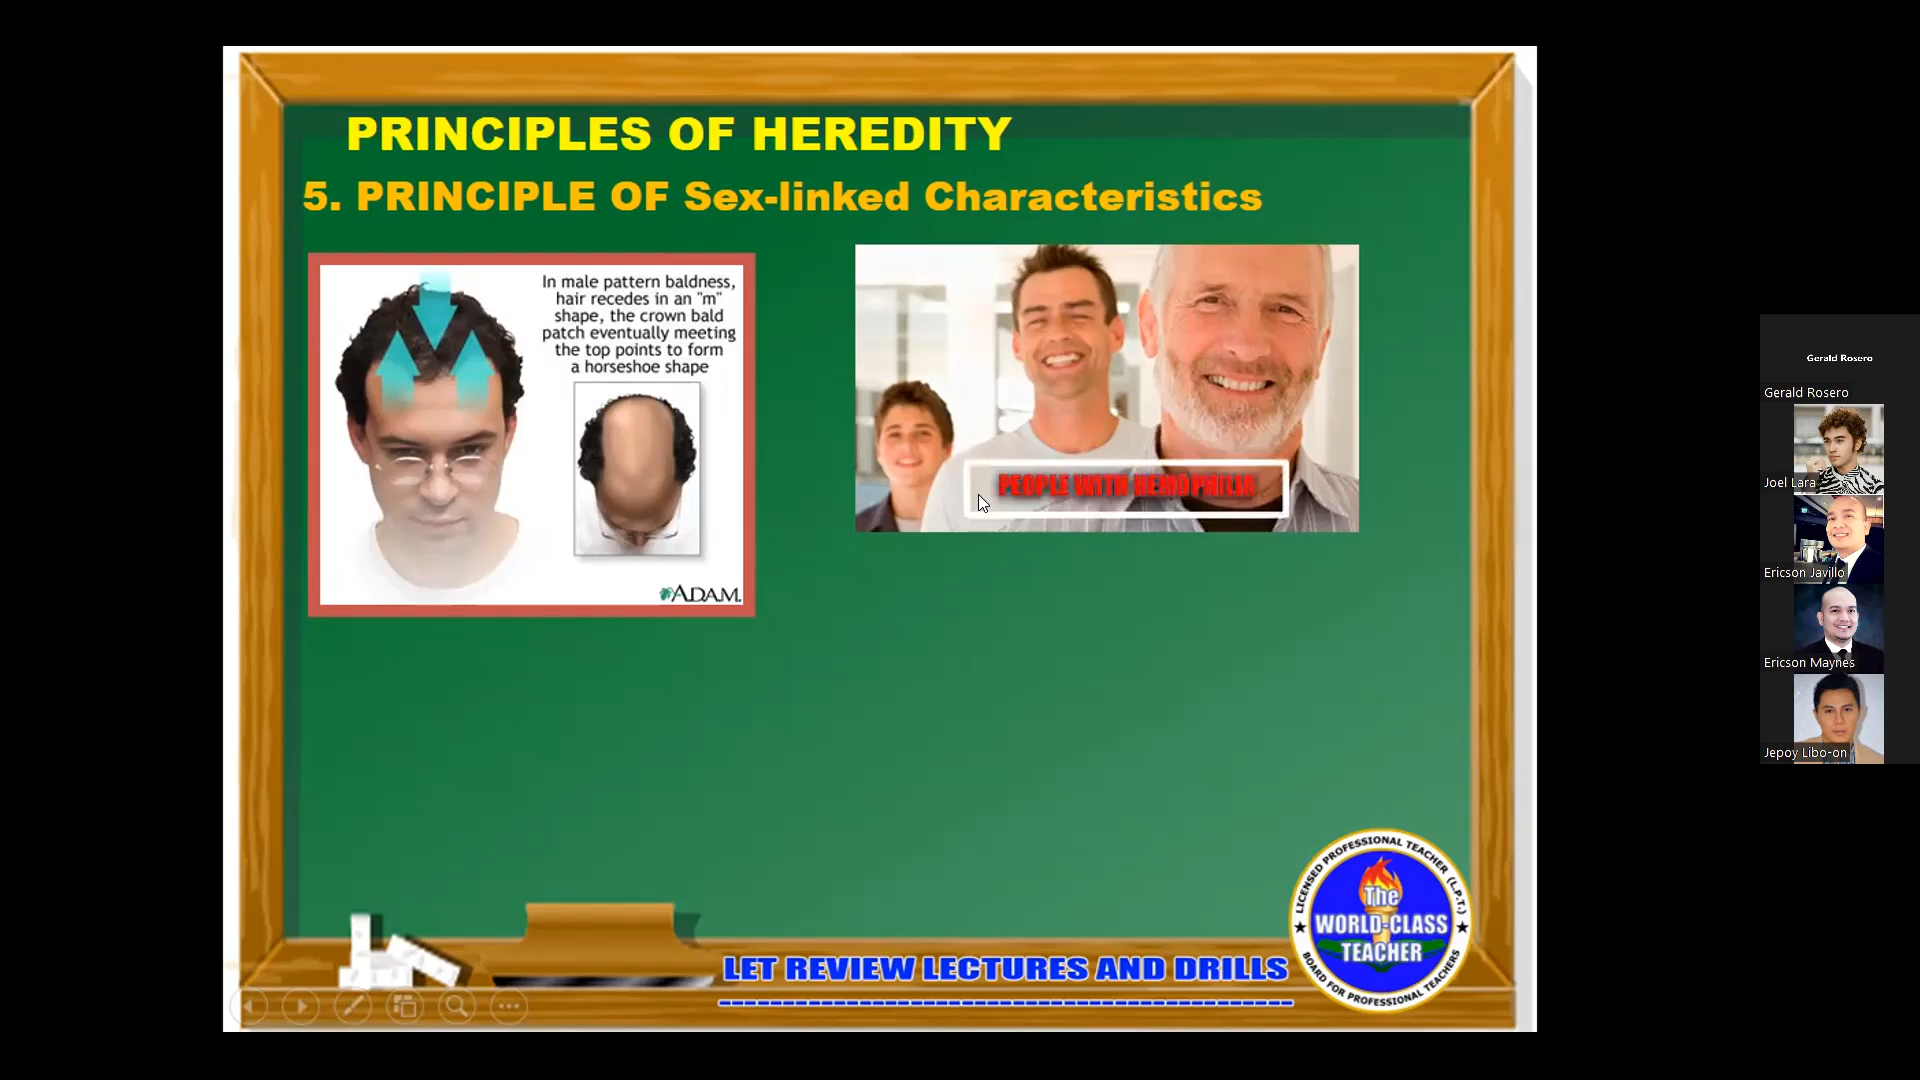 PRINCIPLES OF HEREDITY
5. PRINCIPLE OF Sex-linked Characteristics
In male pattern baldness,
hair recedes in an "m"
shape, the crown bald
patch eventually meeting
the top points to form
a horseshoe shape
ADAM.
PEOPLE WITH HEMOPHILIA
LICENSED PROFESSIONAL TEACHER (L.P.T.)
The
WORLD-CLASS
TEACHER
BOARD FOR PROFESSIONAL TEACHERS
LET REVIEW LECTURES AND DRILLS
Gerald Rosero
Gerald Rosero
Joel Lara
Ericson Javillo
Ericson Maynes
Jepoy Libo-on